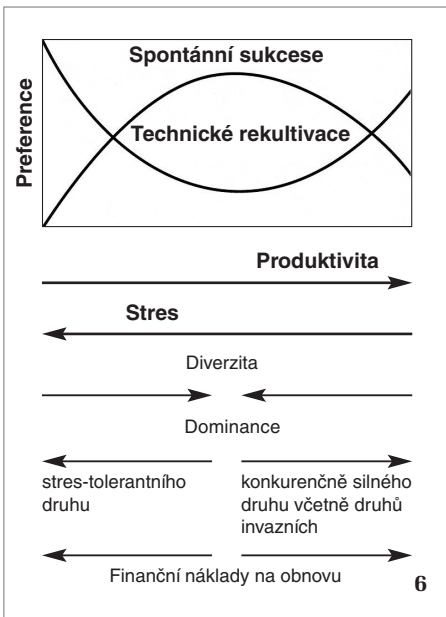 Spontánní sukcese
Technické rekultivace
Preference
Produktivita
Stres
Diverzita
Dominance
stres-tolerantního
druhu
konkurenčně silného
druhu včetně druhů
invazních
Finanční náklady na obnovu
6